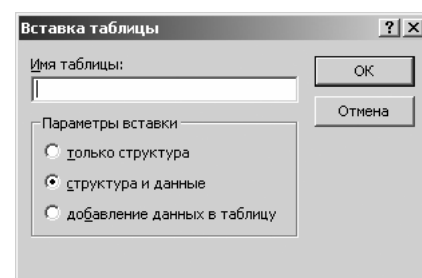 Вставка таблицы
Имя таблицы:
OK
Отмена
Параметры вставки
только структура
структура и данные
добавление данных в таблицу